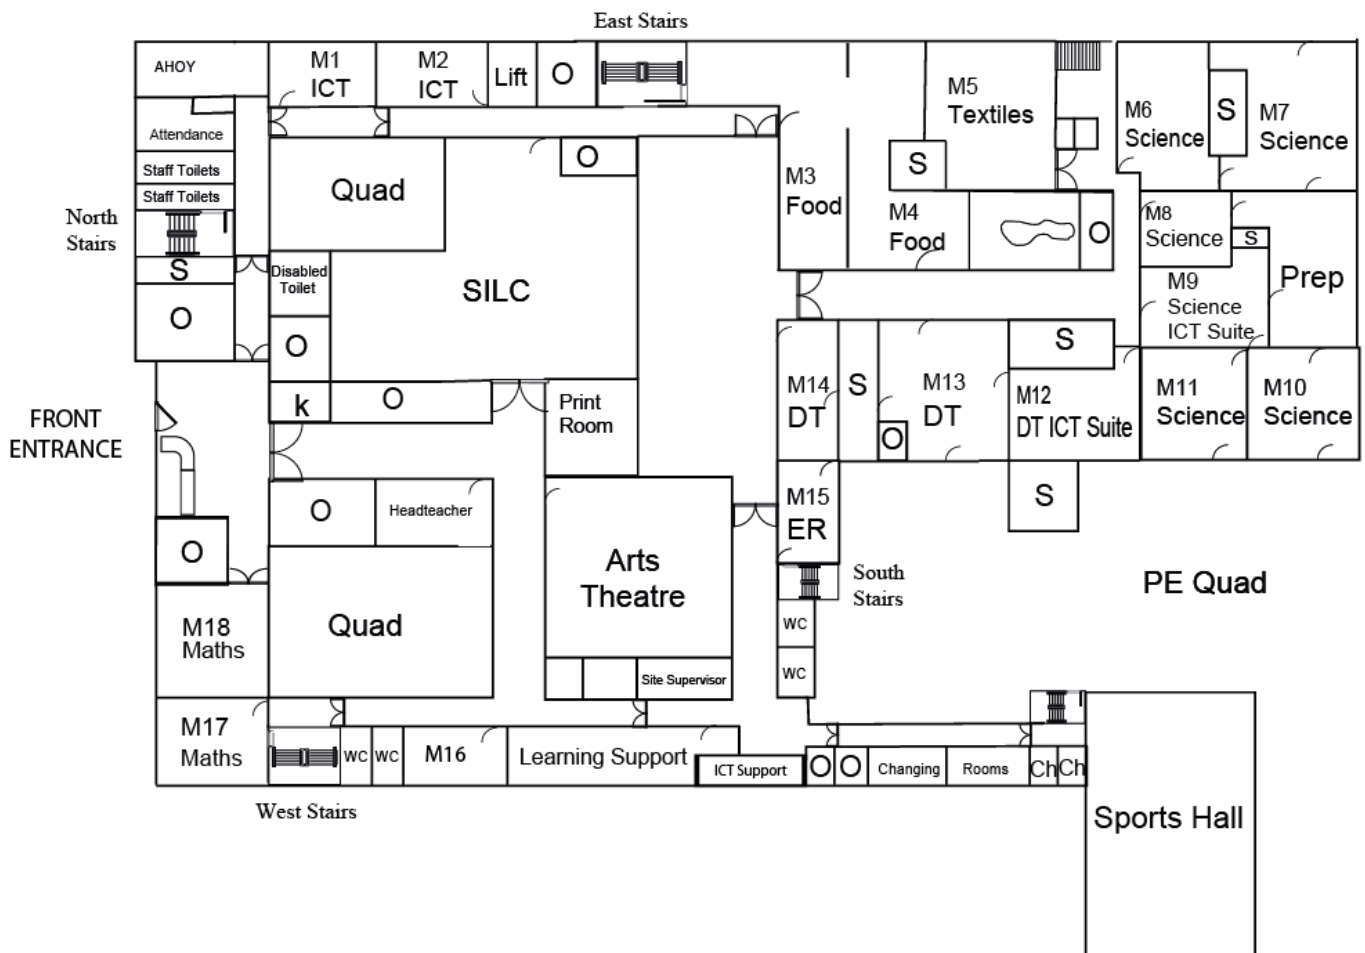 East Stairs
AHOY
M1
ICT
M2
ICT
Lift
O
M5
Textiles
M6
Science
S
M7
Science
Attendance
Staff Toilets
Staff Toilets
North
Stairs
S
O
Quad
O
SILC
Disabled
Toilet
O
k
O
M3
Food
S
M4
Food
O
M8
Science
S
M9
Science
ICT Suite
Prep
FRONT
ENTRANCE
Print
Room
M14
DT
S
M13
DT
O
S
M12
DT ICT Suite
M11
Science
M10
Science
O
Headteacher
O
M15
ER
S
Arts
Theatre
South
Stairs
PE Quad
M18
Maths
Quad
WC
WC
Site Supervisor
M17
Maths
WC
WC
M16
Learning Support
ICT Support
O
O
Changing
Rooms
Ch
Ch
West Stairs
Sports Hall